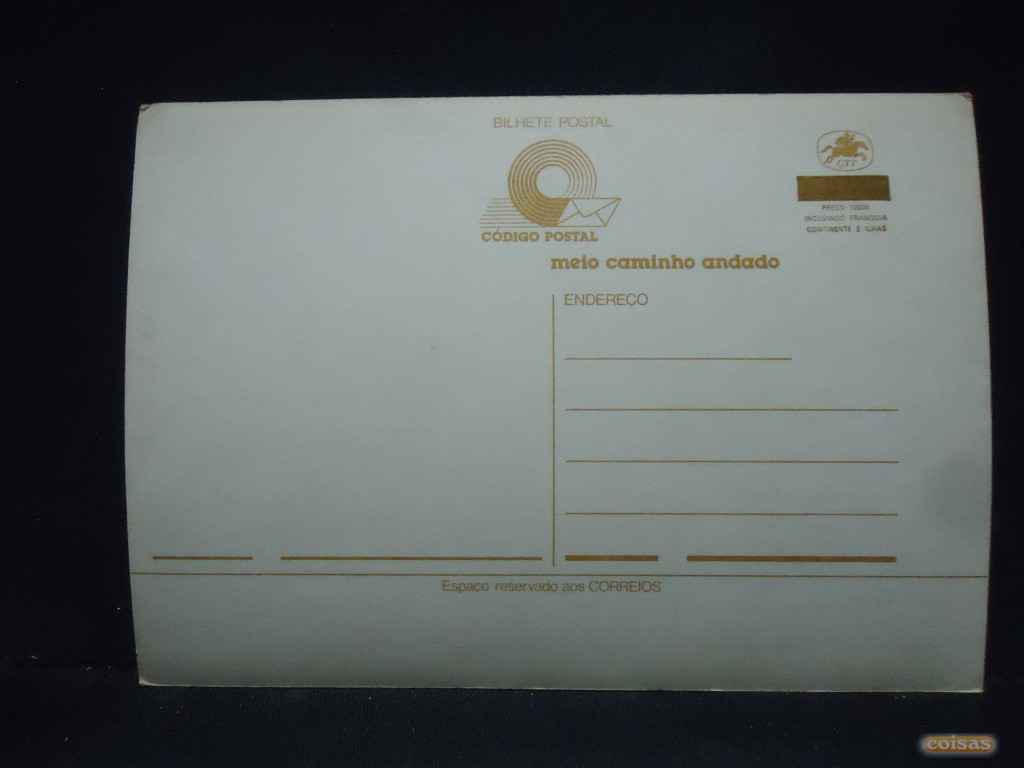 BILHETE POSTAL
CTT
CÓDIGO POSTAL
meio caminho andado
PREÇO
INCLUINDO FRANQUIA
CONTINENTE E ILHAS
ENDEREÇO
Espaço reservado aos CORREIOS
coisas